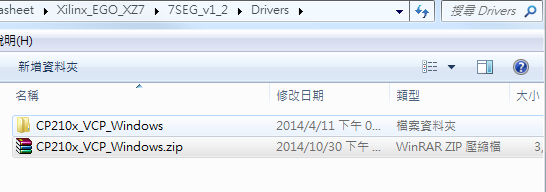 asheet ▸ Xilinx_EGO_XZ7 ▸ 7SEG_v1_2 ▸ Drivers ▸ 搜尋 Drivers
說明(H)
新增資料夾
名稱 修改日期 類型 大小
CP210x_VCP_Windows 2014/4/11 下午 0... 檔案資料夾
CP210x_VCP_Windows.zip 2014/10/30 下午 ... WinRAR ZIP 壓縮檔 3,